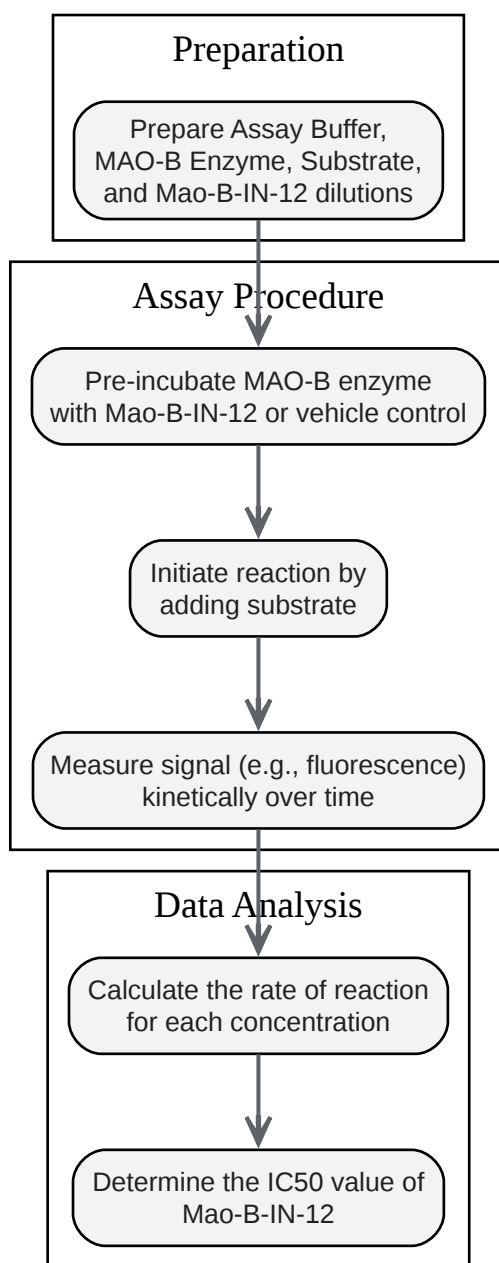 Preparation
Prepare Assay Buffer,
MAO-B Enzyme, Substrate,
and Mao-B-IN-12 dilutions
Assay Procedure
Pre-incubate MAO-B enzyme
with Mao-B-IN-12 or vehicle control
Initiate reaction by
adding substrate
Measure signal (e.g., fluorescence)
kinetically over time
Data Analysis
Calculate the rate of reaction
for each concentration
Determine the IC50 value of
Mao-B-IN-12